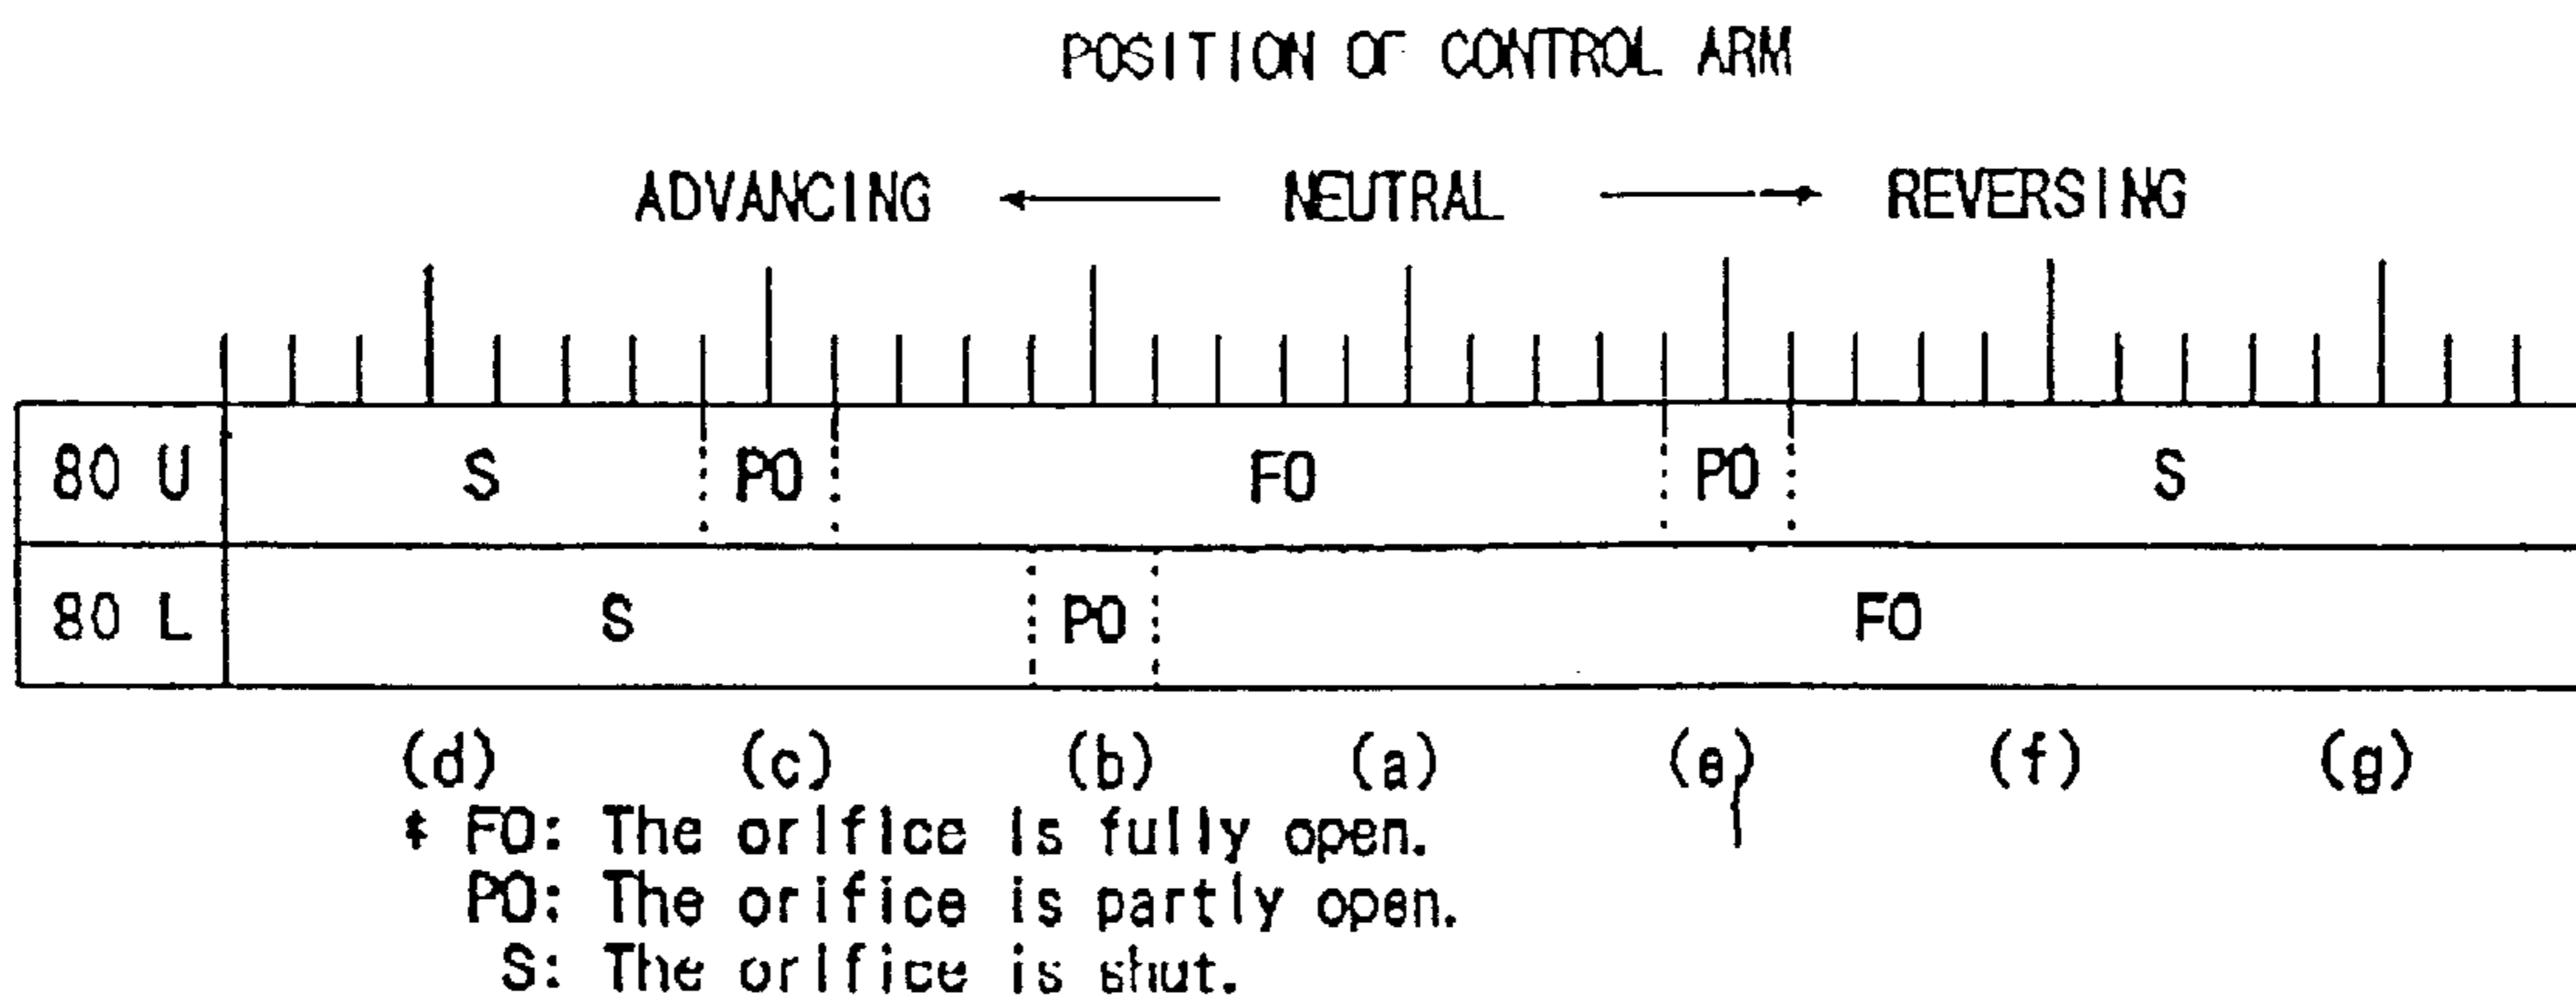 POSITION OF CONTROL ARM
ADVANCING ← NEUTRAL → REVERSING
80 U S PO FO PO S
80 L S PO FO
(d) (c) (b) (a) (e) (f) (g)
* FO: The orifice is fully open.
PO: The orifice is partly open.
S: The orifice is shut.